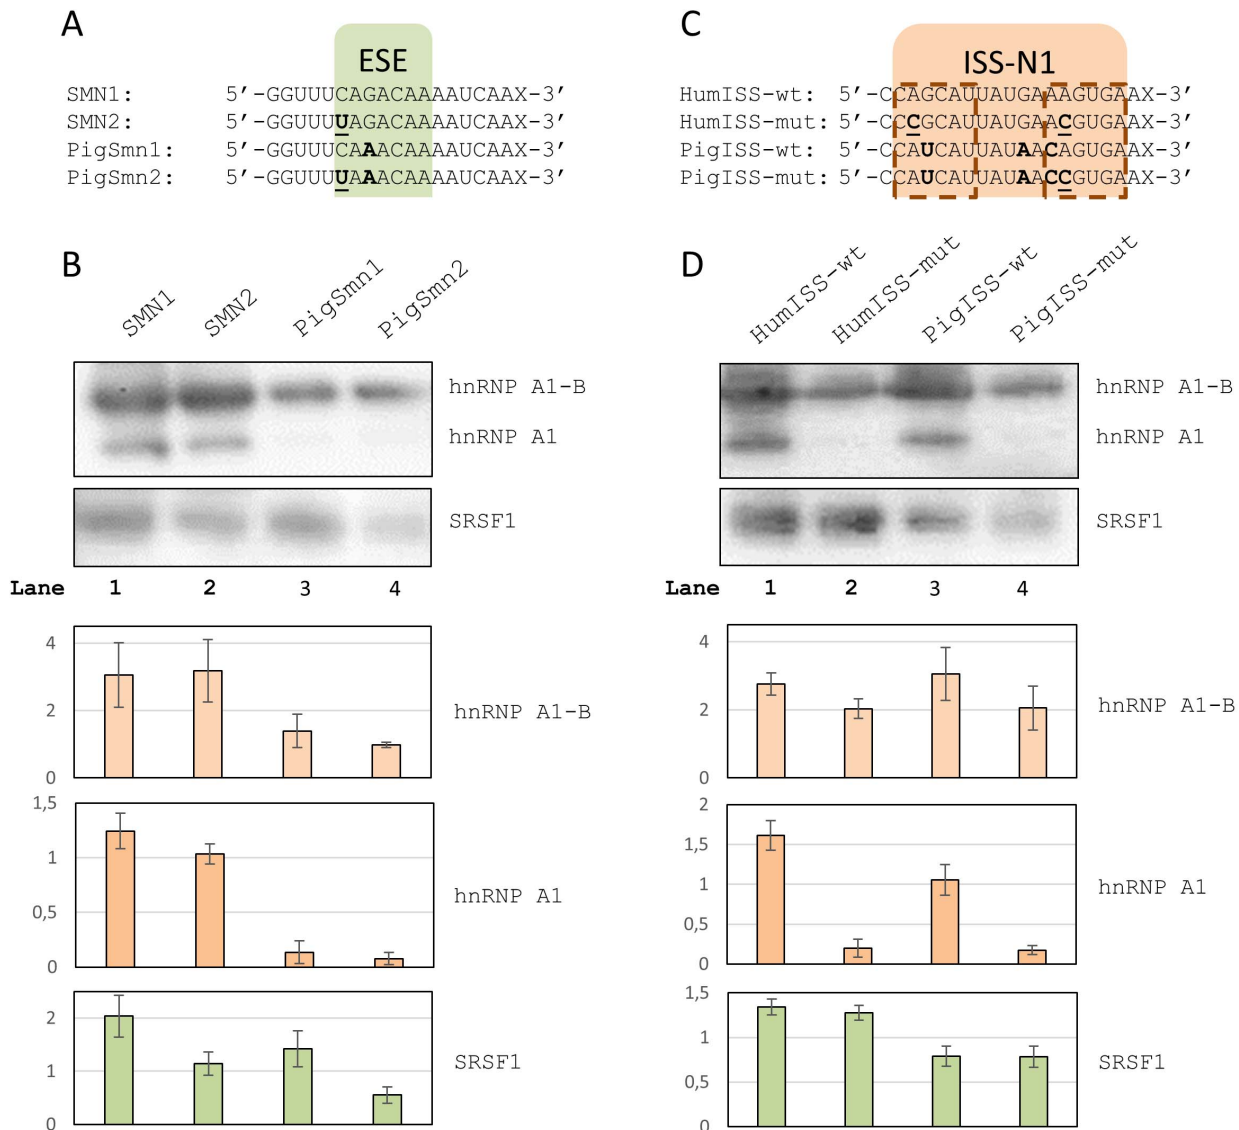 A
ESE
SMN1: 5′-GGUUUCAGACAAAAUCAAX-3′
SMN2: 5′-GGUUUUAGACAAAAUCAAX-3′
PigSmn1: 5′-GGUUUCAAACAAAAUCAAX-3′
PigSmn2: 5′-GGUUUUAAACAAAAUCAAX-3′
C
ISS-N1
HumISS-wt: 5′-CCAGCAUUAUGAAAGUGAAX-3′
HumISS-mut: 5′-CCCGCAUUAUGAACGUGAAX-3′
PigISS-wt: 5′-CCAUCAUUAUAACAGUGAAX-3′
PigISS-mut: 5′-CCAUCAUUAUAACCGUGAAX-3′
B
SMN1
SMN2
PigSmn1
PigSmn2
hnRNP A1-B
hnRNP A1
SRSF1
Lane 1 2 3 4
4
2
0
hnRNP A1-B
1,5
1
0,5
0
hnRNP A1
2
1
0
SRSF1
D
HumISS-wt
HumISS-mut
PigISS-wt
PigISS-mut
hnRNP A1-B
hnRNP A1
SRSF1
Lane 1 2 3 4
4
2
0
hnRNP A1-B
2
1,5
1
0,5
0
hnRNP A1
1,5
1
0,5
0
SRSF1